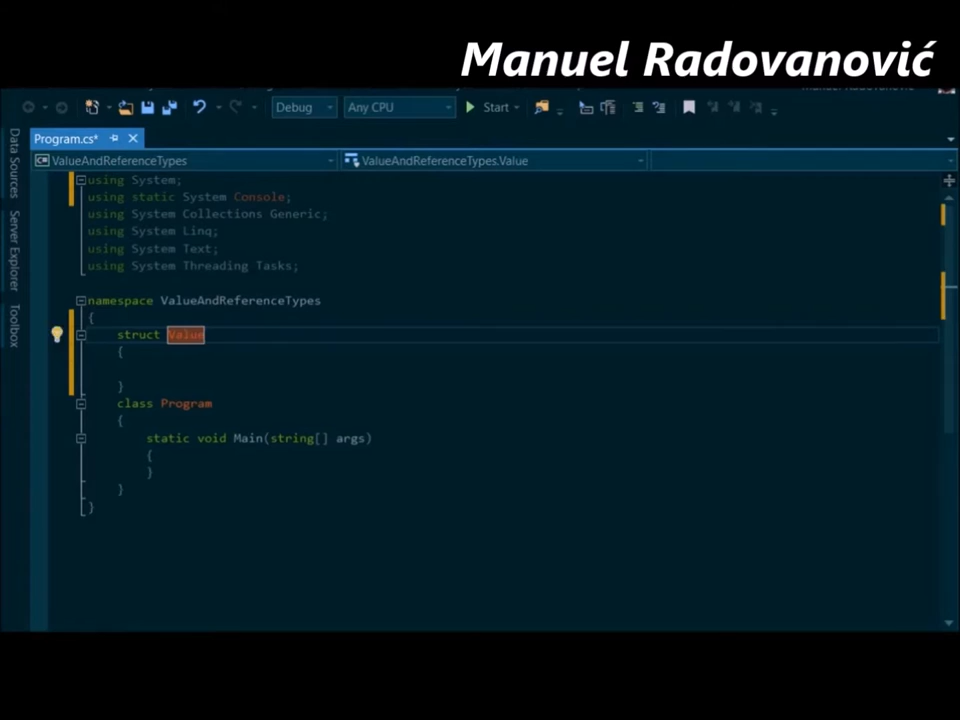 Manuel Radovanović
Debug Any CPU Start
Program.cs*
ValueAndReferenceTypes ValueAndReferenceTypes.Value
Data Sources
Server Explorer
Toolbox
using System;
using static System Console;
using System Collections Generic;
using System Linq;
using System Text;
using System Threading Tasks;
namespace ValueAndReferenceTypes
{
struct Value
{
}
class Program
{
static void Main(string[] args)
{
}
}
}